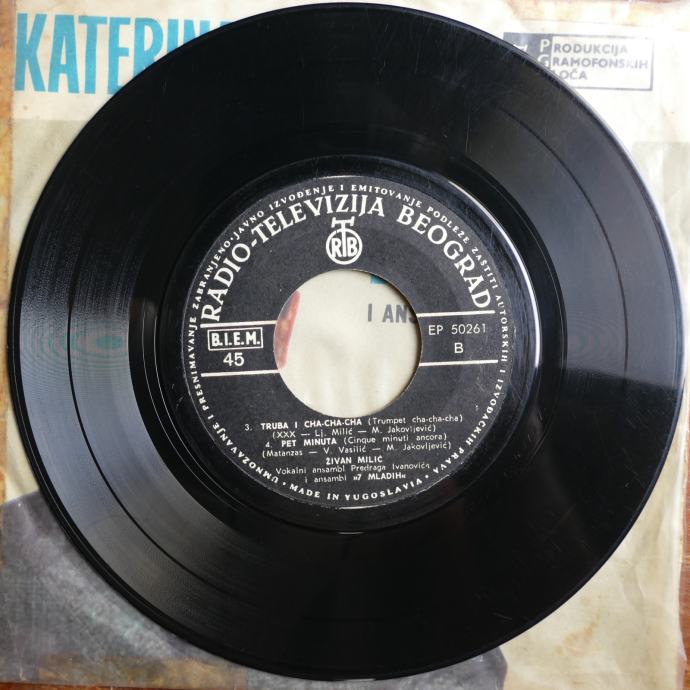 KATERIN
PRODUKCIJA
GRAMOFONSKIH
PLOČA
UMNOŽAVANJE I PRESNIMAVANJE ZABRANJENO·JAVNO IZVOĐENJE I EMITOVANJE PODLEŽE ZAŠTITI AUTORSKIH I IZVOĐAČKIH PRAVA·
RADIO-TELEVIZIJA BEOGRAD
RTB
I ANS
B.I.E.M.
45
EP 50261
B
3. TRUBA I CHA-CHA-CHA (Trumpet cha-cha-cha)
(XXX — Lj. Milić — M. Jakovljević)
4. PET MINUTA (Cinque minuti ancora)
(Matanzas — V. Vasilić — M. Jakovljević)
ŽIVAN MILIĆ
Vokalni ansambl Predraga Ivanovića
i ansambl »7 MLADIH«
MADE IN YUGOSLAVIA